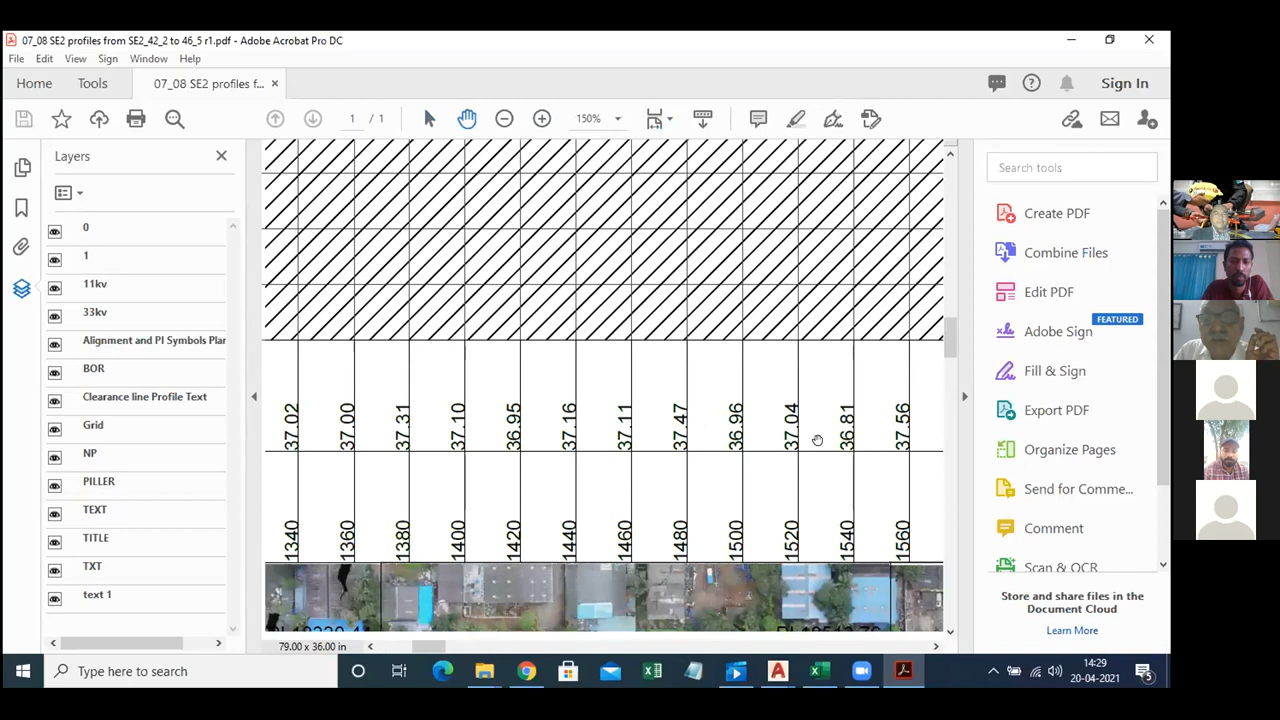 07_08 SE2 profiles from SE2_42_2 to 46_5 r1.pdf - Adobe Acrobat Pro DC
File Edit View Sign Window Help
Home Tools 07_08 SE2 profiles f... ×
Sign In
1 / 1 150%
Layers
0
1
11kv
33kv
Alignment and PI Symbols Plan
BOR
Clearance line Profile Text
Grid
NP
PILLER
TEXT
TITLE
TXT
text 1
37.02 37.00 37.31 37.10 36.95 37.16 37.11 37.47 36.96 37.04 36.81 37.56
1340 1360 1380 1400 1420 1440 1460 1480 1500 1520 1540 1560
79.00 x 36.00 in
Search tools
Create PDF
Combine Files
Edit PDF
FEATURED
Adobe Sign
Fill & Sign
Export PDF
Organize Pages
Send for Comme...
Comment
Scan & OCR
Store and share files in the
Document Cloud
Learn More
Type here to search
14:29
20-04-2021
5